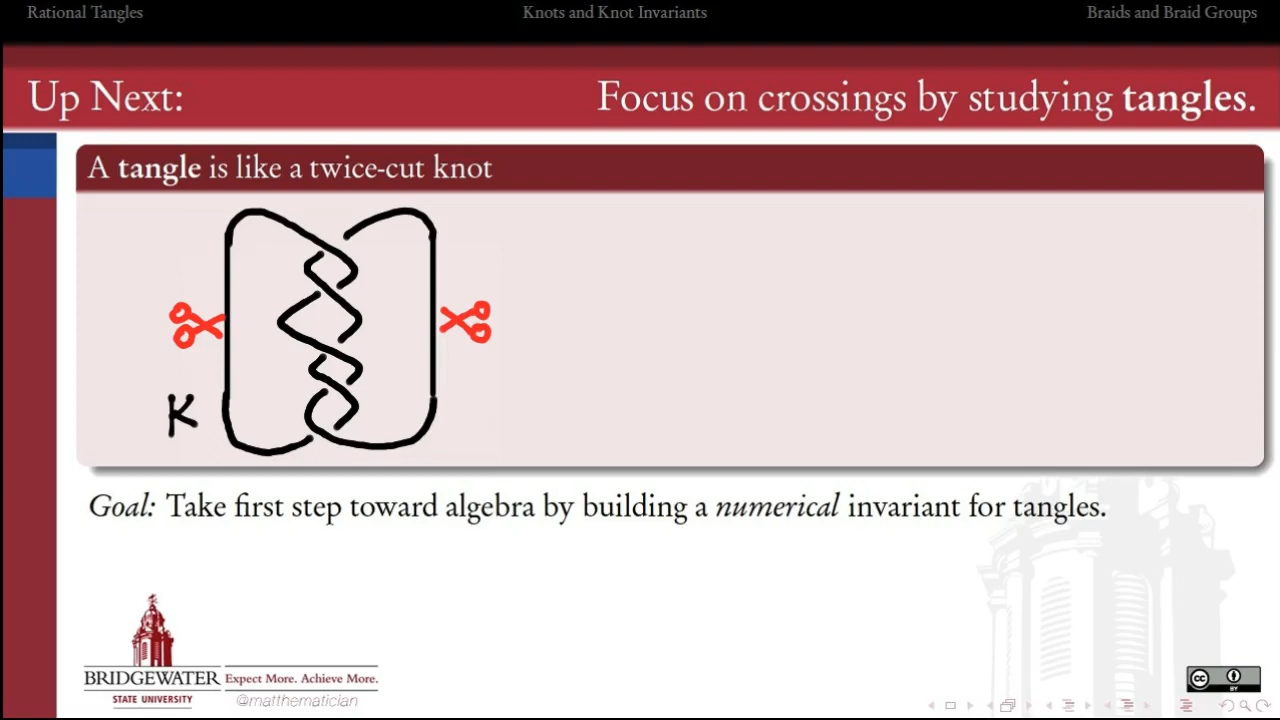 Rational Tangles
Knots and Knot Invariants
Braids and Braid Groups
Up Next:
Focus on crossings by studying tangles.
A tangle is like a twice-cut knot
K
Goal: Take first step toward algebra by building a numerical invariant for tangles.
BRIDGEWATER
STATE UNIVERSITY
Expect More. Achieve More.
@matthematician
cc
BY